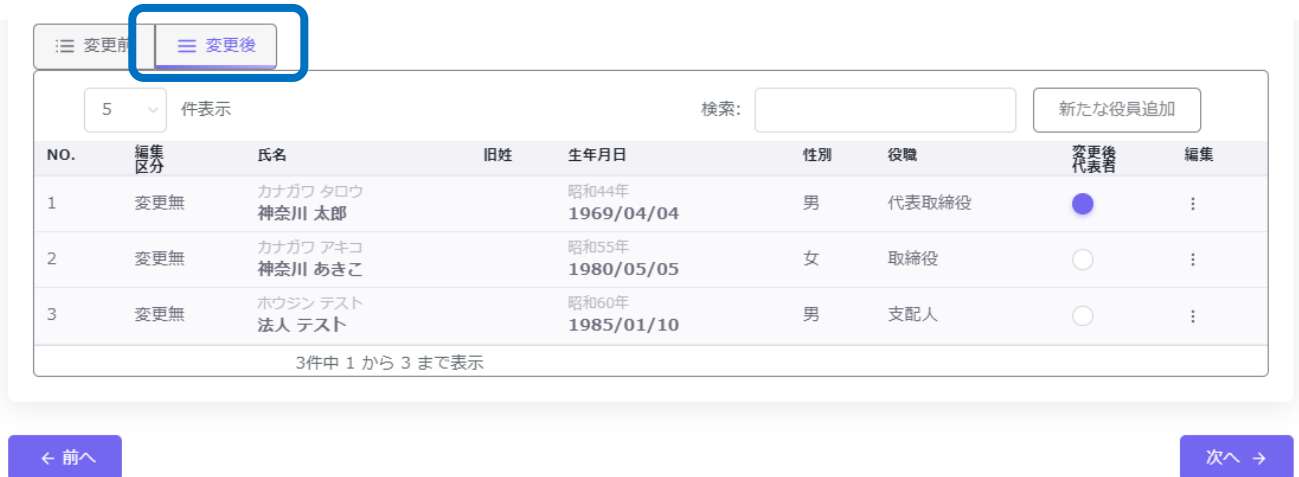 変更前 変更後
5 件表示 検索: 新たな役員追加
NO. 編集区分 氏名 旧姓 生年月日 性別 役職 変更後代表者 編集
カナガワ タロウ 昭和44年
1 変更無 神奈川 太郎 1969/04/04 男 代表取締役
カナガワ アキコ 昭和55年
2 変更無 神奈川 あきこ 1980/05/05 女 取締役
ホウジン テスト 昭和60年
3 変更無 法人 テスト 1985/01/10 男 支配人
3件中 1 から 3 まで表示
← 前へ 次へ →